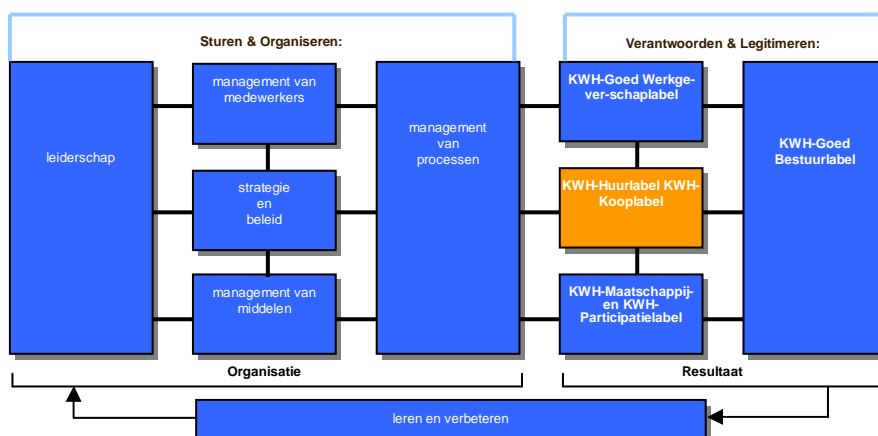 Sturen & Organiseren:
Verantwoorden & Legitimeren:
leiderschap
management van
medewerkers
strategie
en
beleid
management van
middelen
management
van
processen
KWH-Goed Werkge-
ver-schaplabel
KWH-Huurlabel KWH-
Kooplabel
KWH-Maatschappij-
en KWH-
Participatielabel
KWH-Goed
Bestuurlabel
Organisatie
Resultaat
leren en verbeteren